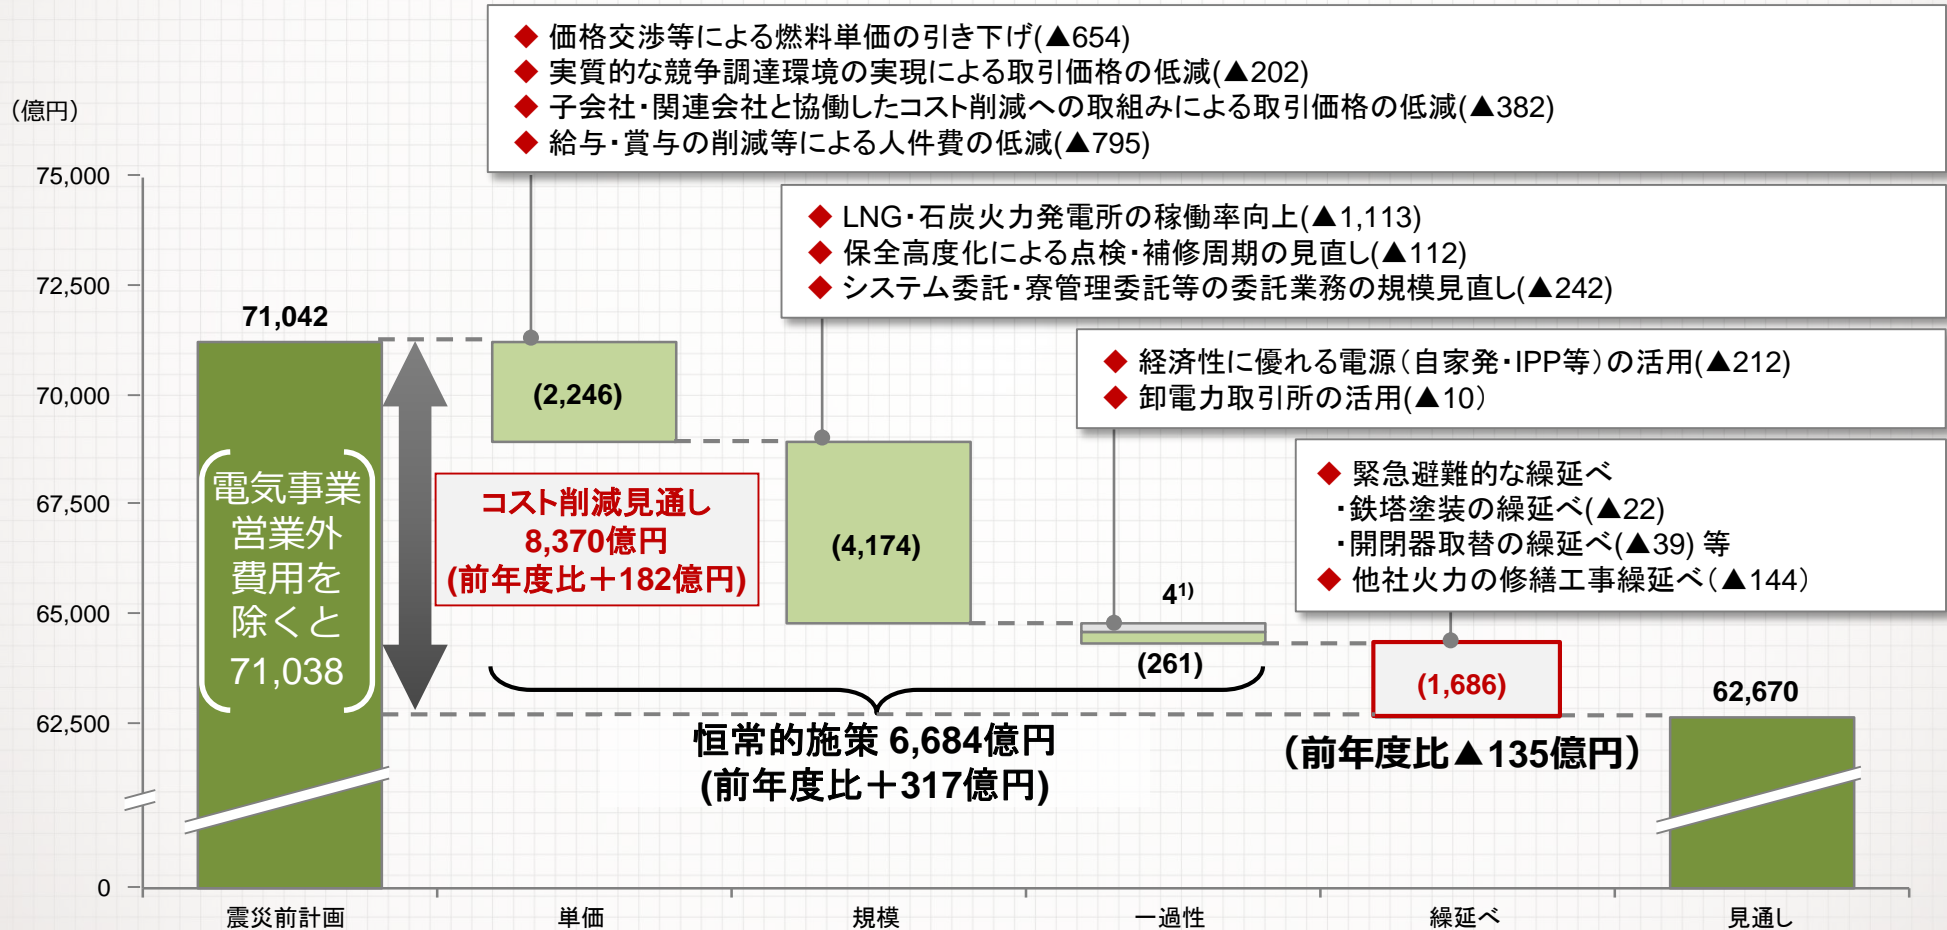 ◆ 価格交渉等による燃料単価の引き下げ(▲654)
◆ 実質的な競争調達環境の実現による取引価格の低減(▲202)
◆ 子会社・関連会社と協働したコスト削減への取組みによる取引価格の低減(▲382)
◆ 給与・賞与の削減等による人件費の低減(▲795)
（億円）
◆ LNG・石炭火力発電所の稼働率向上(▲1,113)
◆ 保全高度化による点検・補修周期の見直し(▲112)
◆ システム委託・寮管理委託等の委託業務の規模見直し(▲242)
◆ 経済性に優れる電源（自家発・IPP等）の活用(▲212)
◆ 卸電力取引所の活用(▲10）
◆ 緊急避難的な繰延べ
・鉄塔塗装の繰延べ(▲22)
・開閉器取替の繰延べ(▲39) 等
◆ 他社火力の修繕工事繰延べ（▲144）
75,000
72,500
70,000
67,500
65,000
62,500
0
71,042
電気事業
営業外
費用を
除くと
71,038
(2,246)
コスト削減見通し
8,370億円
(前年度比＋182億円)
(4,174)
4¹⁾
(261)
(1,686)
62,670
恒常的施策 6,684億円
(前年度比＋317億円)
（前年度比▲135億円）
震災前計画
単価
規模
一過性
繰延べ
見通し